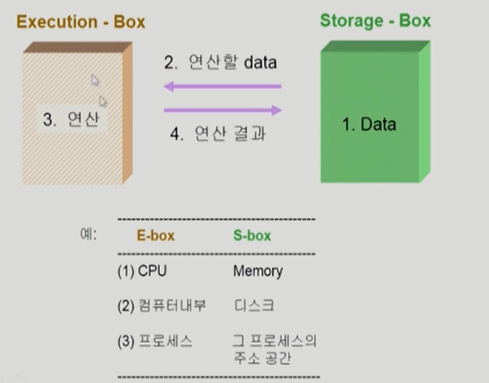 Execution - Box
Storage - Box
2. 연산할 data
3. 연산
1. Data
4. 연산 결과
예:
E-box S-box
(1) CPU Memory
(2) 컴퓨터내부 디스크
(3) 프로세스 그 프로세스의
주소 공간